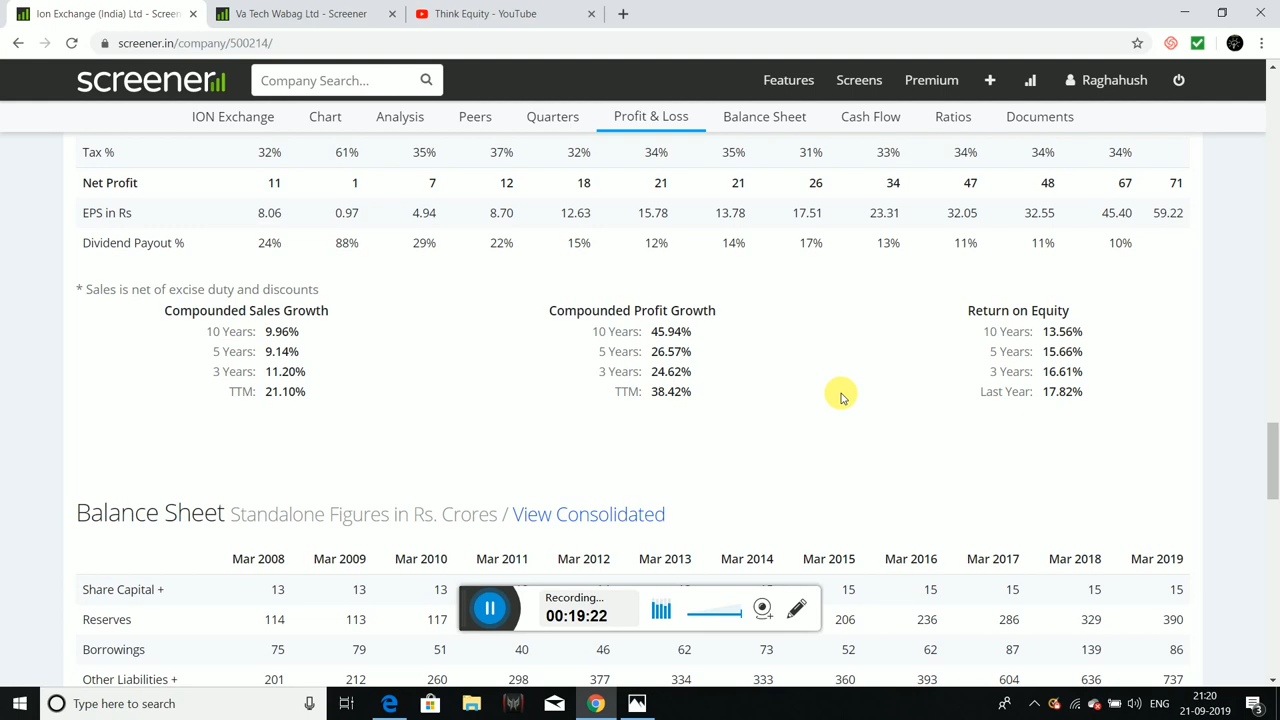 Ion Exchange (India) Ltd - Screen
Va Tech Wabag Ltd - Screener
Think Equity - YouTube
screener.in/company/500214/
screener
Company Search...
Features
Screens
Premium
Raghahush
ION Exchange
Chart
Analysis
Peers
Quarters
Profit & Loss
Balance Sheet
Cash Flow
Ratios
Documents
Tax % 32% 61% 35% 37% 32% 34% 35% 31% 33% 34% 34% 34%
Net Profit 11 1 7 12 18 21 21 26 34 47 48 67 71
EPS in Rs 8.06 0.97 4.94 8.70 12.63 15.78 13.78 17.51 23.31 32.05 32.55 45.40 59.22
Dividend Payout % 24% 88% 29% 22% 15% 12% 14% 17% 13% 11% 11% 10%
* Sales is net of excise duty and discounts
Compounded Sales Growth
10 Years: 9.96%
5 Years: 9.14%
3 Years: 11.20%
TTM: 21.10%
Compounded Profit Growth
10 Years: 45.94%
5 Years: 26.57%
3 Years: 24.62%
TTM: 38.42%
Return on Equity
10 Years: 13.56%
5 Years: 15.66%
3 Years: 16.61%
Last Year: 17.82%
Balance Sheet Standalone Figures in Rs. Crores / View Consolidated
Mar 2008 Mar 2009 Mar 2010 Mar 2011 Mar 2012 Mar 2013 Mar 2014 Mar 2015 Mar 2016 Mar 2017 Mar 2018 Mar 2019
Share Capital + 13 13 13 15 15 15 15 15
Reserves 114 113 117 206 236 286 329 390
Borrowings 75 79 51 40 46 62 73 52 62 87 139 86
Other Liabilities + 201 212 260 298 377 334 333 360 393 604 636 737
Recording...
00:19:22
Type here to search
ENG
21:20
21-09-2019
3